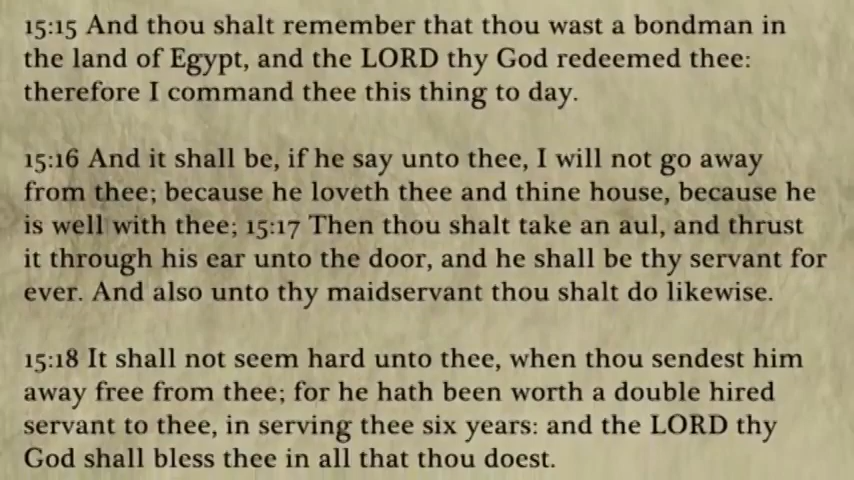 15:15 And thou shalt remember that thou wast a bondman in
the land of Egypt, and the LORD thy God redeemed thee:
therefore I command thee this thing to day.
15:16 And it shall be, if he say unto thee, I will not go away
from thee; because he loveth thee and thine house, because he
is well with thee; 15:17 Then thou shalt take an aul, and thrust
it through his ear unto the door, and he shall be thy servant for
ever. And also unto thy maidservant thou shalt do likewise.
15:18 It shall not seem hard unto thee, when thou sendest him
away free from thee; for he hath been worth a double hired
servant to thee, in serving thee six years: and the LORD thy
God shall bless thee in all that thou doest.